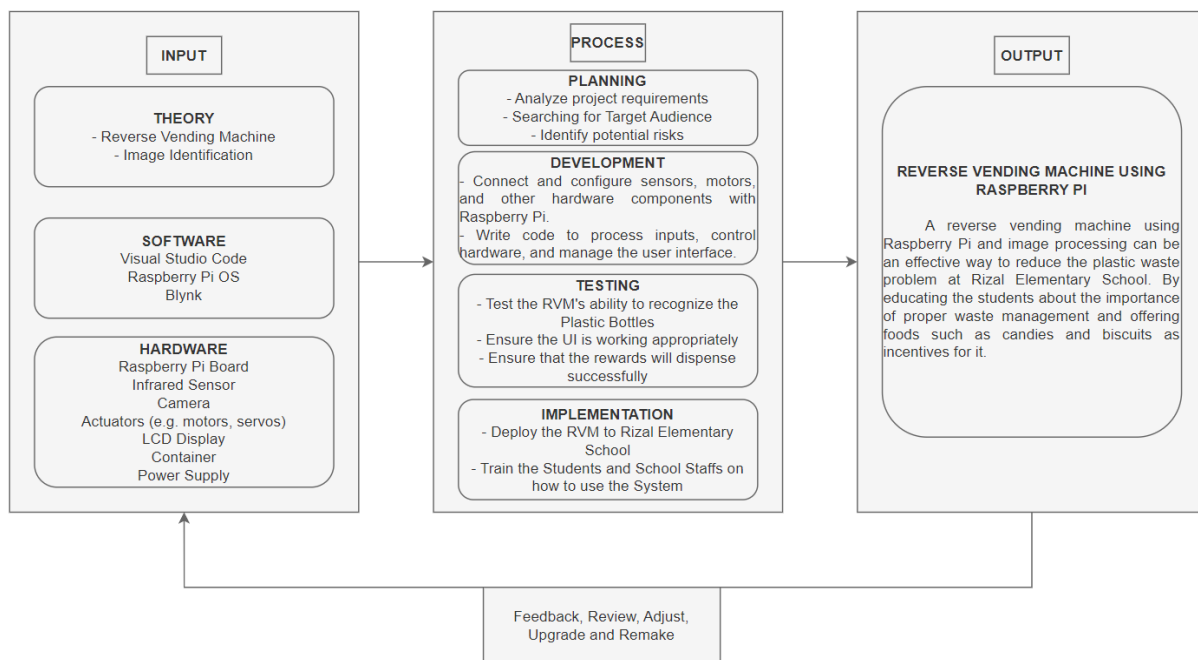 INPUT
THEORY
- Reverse Vending Machine
- Image Identification
SOFTWARE
Visual Studio Code
Raspberry Pi OS
Blynk
HARDWARE
Raspberry Pi Board
Infrared Sensor
Camera
Actuators (e.g. motors, servos)
LCD Display
Container
Power Supply
PROCESS
PLANNING
- Analyze project requirements
- Searching for Target Audience
- Identify potential risks
DEVELOPMENT
- Connect and configure sensors, motors,
and other hardware components with
Raspberry Pi.
- Write code to process inputs, control
hardware, and manage the user interface.
TESTING
- Test the RVM's ability to recognize the
Plastic Bottles
- Ensure the UI is working appropriately
- Ensure that the rewards will dispense
successfully
IMPLEMENTATION
- Deploy the RVM to Rizal Elementary
School
- Train the Students and School Staffs on
how to use the System
OUTPUT
REVERSE VENDING MACHINE USING
RASPBERRY PI
A reverse vending machine using
Raspberry Pi and image processing can be
an effective way to reduce the plastic waste
problem at Rizal Elementary School. By
educating the students about the importance
of proper waste management and offering
foods such as candies and biscuits as
incentives for it.
Feedback, Review, Adjust,
Upgrade and Remake